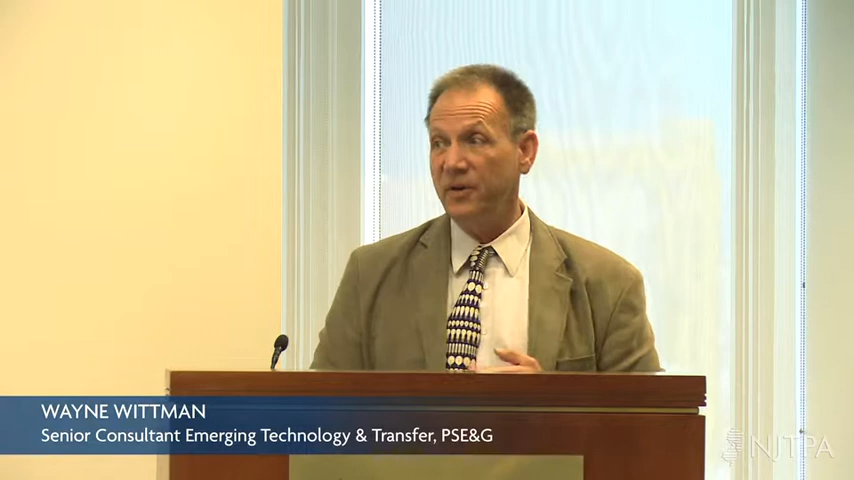 WAYNE WITTMAN
Senior Consultant Emerging Technology & Transfer, PSE&G
NJTPA